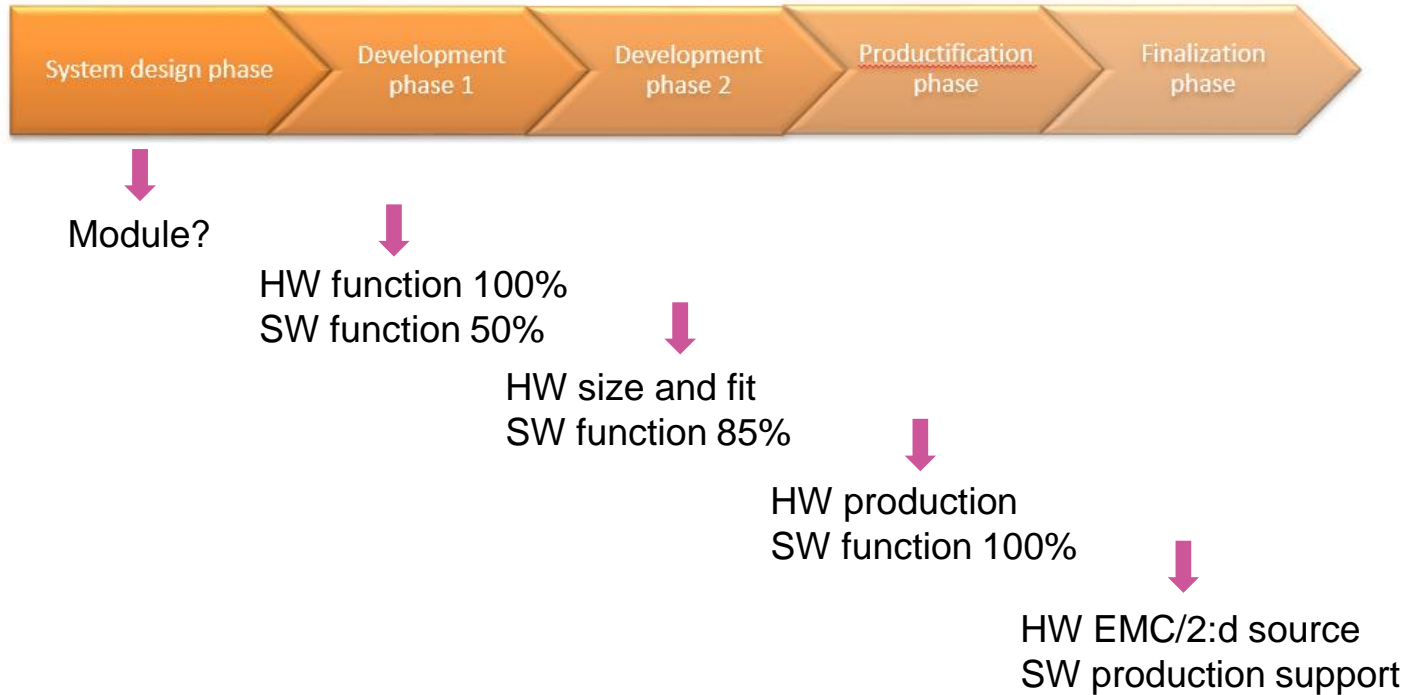 System design phase
Development
phase 1
Development
phase 2
Productification
phase
Finalization
phase
Module?
HW function 100%
SW function 50%
HW size and fit
SW function 85%
HW production
SW function 100%
HW EMC/2:d source
SW production support